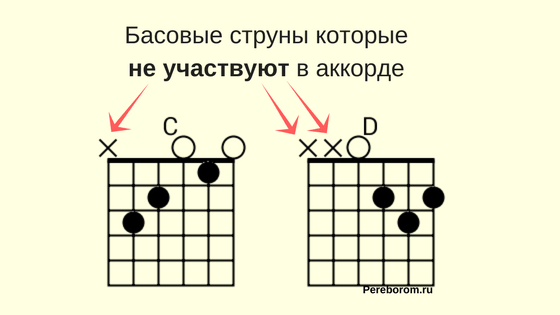 Басовые струны которые
не участвуют в аккорде
C
D
Pereborom.ru